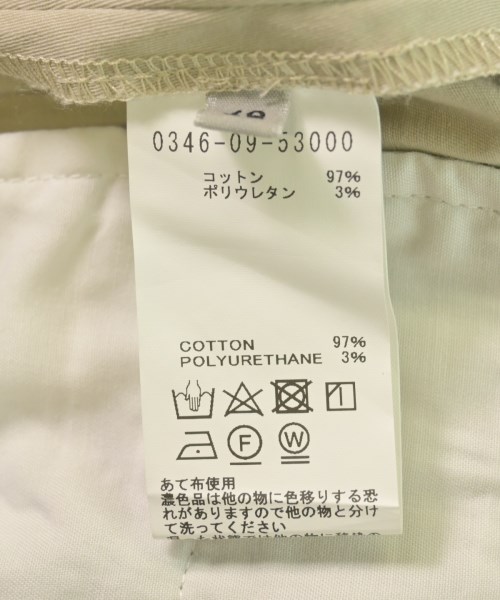 0346-09-53000
コットン 97%
ポリウレタン 3%
COTTON 97%
POLYURETHANE 3%
F
W
あて布使用
濃色品は他の物に色移りする恐
れがありますので他の物と分け
て洗ってください